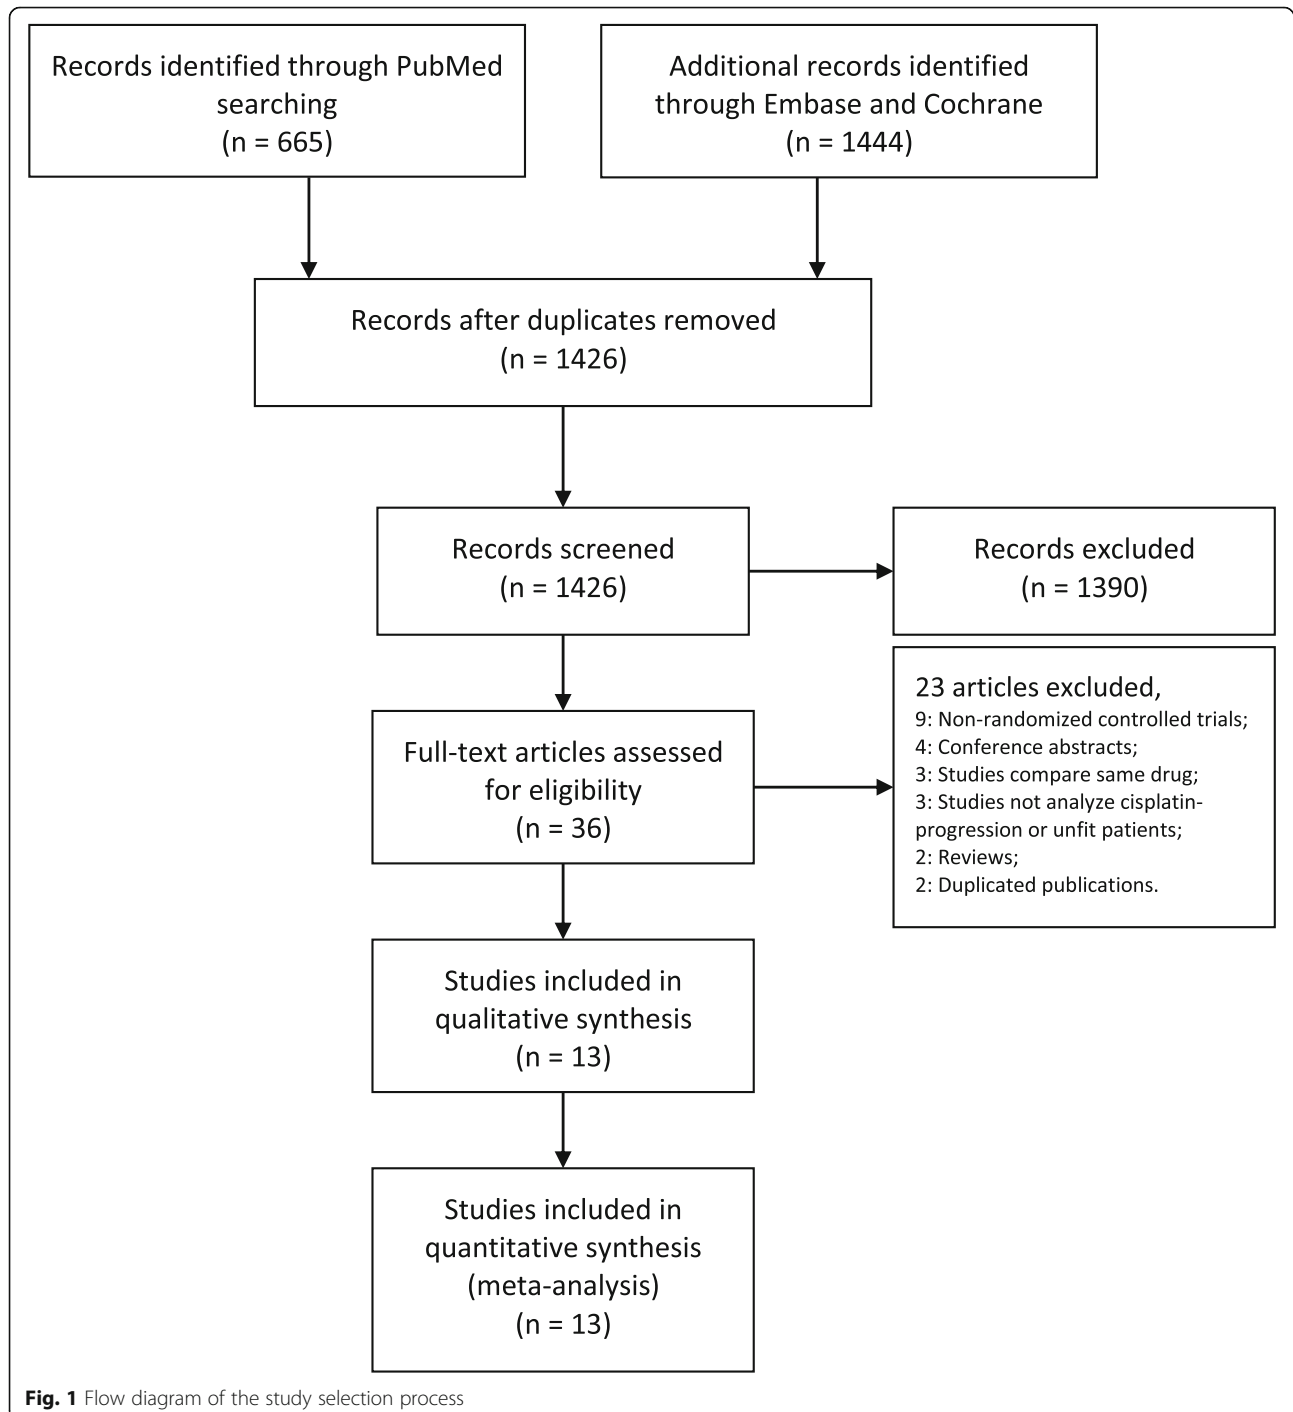 Records identified through PubMed
searching
(n = 665)
Additional records identified
through Embase and Cochrane
(n = 1444)
Records after duplicates removed
(n = 1426)
Records screened
(n = 1426)
Records excluded
(n = 1390)
Full-text articles assessed
for eligibility
(n = 36)
23 articles excluded,
9: Non-randomized controlled trials;
4: Conference abstracts;
3: Studies compare same drug;
3: Studies not analyze cisplatin-
progression or unfit patients;
2: Reviews;
2: Duplicated publications.
Studies included in
qualitative synthesis
(n = 13)
Studies included in
quantitative synthesis
(meta-analysis)
(n = 13)
Fig. 1 Flow diagram of the study selection process